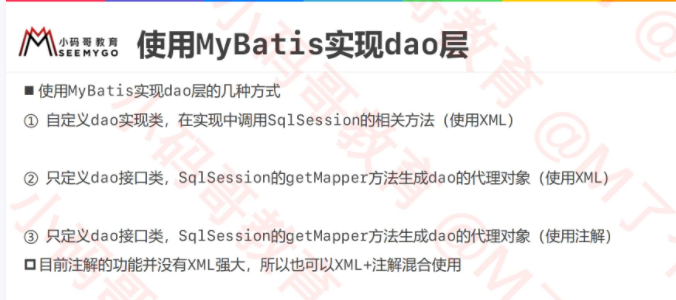 小码哥教育
SEEMYGO
使用MyBatis实现dao层
■ 使用MyBatis实现dao层的几种方式
① 自定义dao实现类，在实现中调用SqlSession的相关方法（使用XML）
② 只定义dao接口类，SqlSession的getMapper方法生成dao的代理对象（使用XML）
③ 只定义dao接口类，SqlSession的getMapper方法生成dao的代理对象（使用注解）
目前注解的功能并没有XML强大，所以也可以XML+注解混合使用
小码哥教育 @M了了
小码哥教育